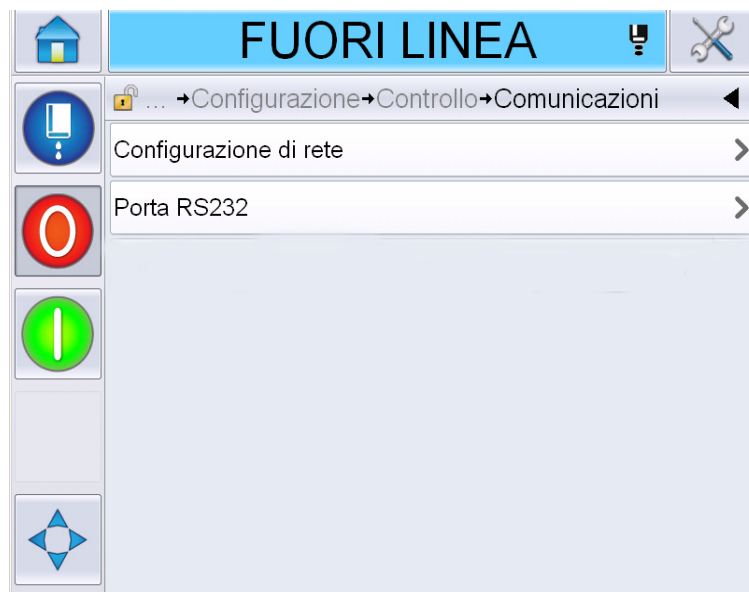 FUORI LINEA
... →Configurazione→Controllo→Comunicazioni
Configurazione di rete
Porta RS232